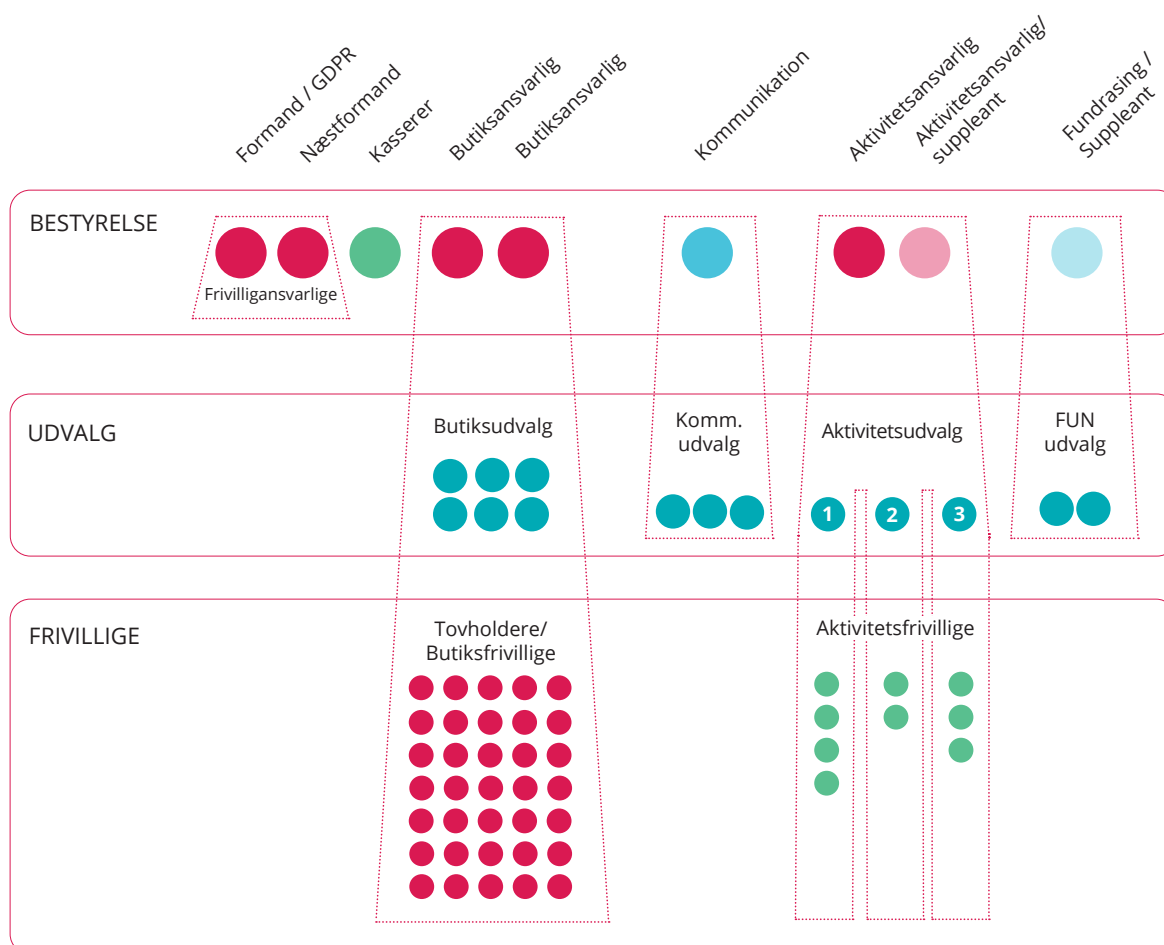 Formand / GDPR
Næstformand
Kasserer
Butiksansvarlig
Butiksansvarlig
Kommunikation
Aktivitetsansvarlig
Aktivitetsansvarlig/
suppleant
Fundrasing /
Suppleant
BESTYRELSE
Frivilligansvarlige
UDVALG
Butiksudvalg
Komm.
udvalg
Aktivitetsudvalg
FUN
udvalg
1
2
3
FRIVILLIGE
Tovholdere/
Butiksfrivillige
Aktivitetsfrivillige